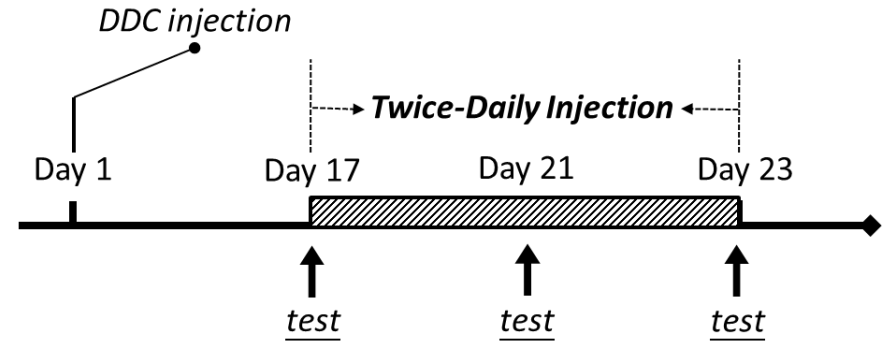 DDC injection
Twice-Daily Injection
Day 1
Day 17
Day 21
Day 23
test
test
test